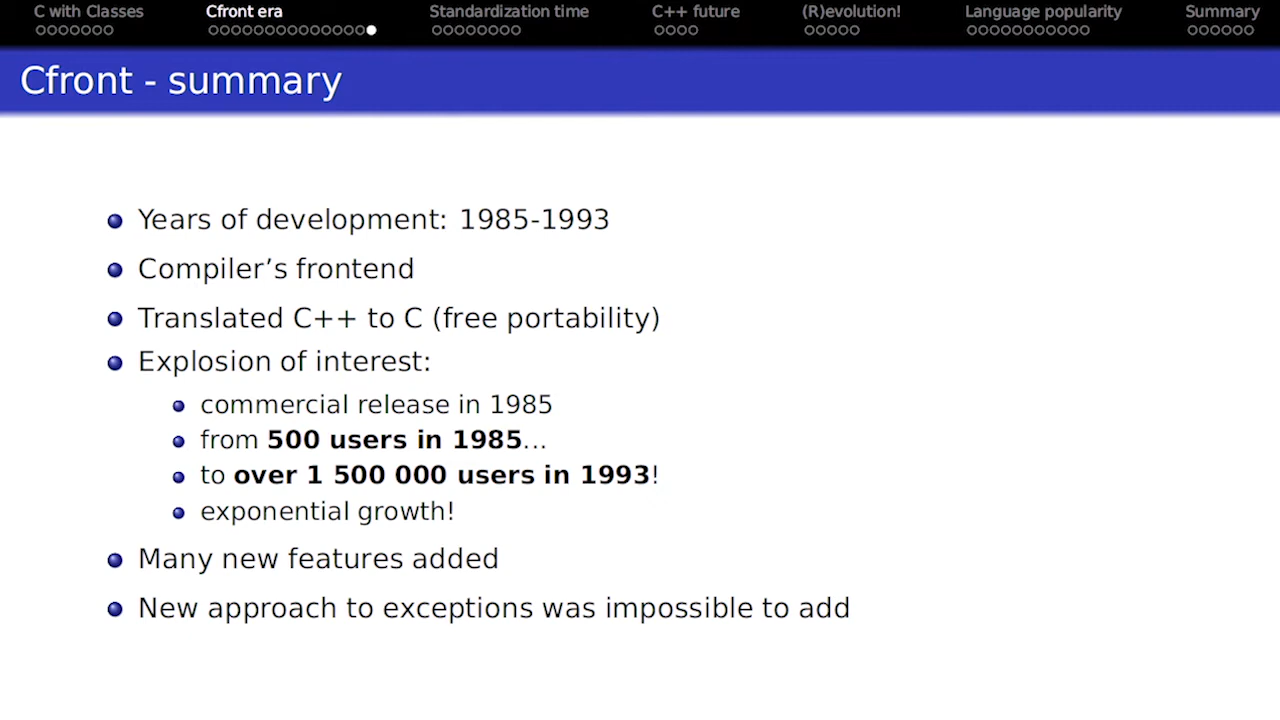 C with Classes
Cfront era
Standardization time
C++ future
(R)evolution!
Language popularity
Summary
Cfront - summary
Years of development: 1985-1993
Compiler’s frontend
Translated C++ to C (free portability)
Explosion of interest:
commercial release in 1985
from 500 users in 1985...
to over 1 500 000 users in 1993!
exponential growth!
Many new features added
New approach to exceptions was impossible to add